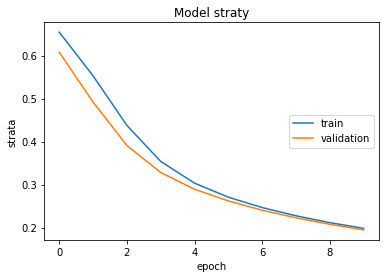 Model straty
0.6
0.5
0.4
0.3
0.2
strata
train
validation
0
2
4
6
8
epoch